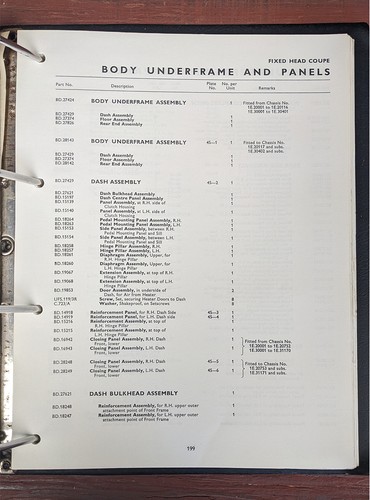 FIXED HEAD COUPE
BODY UNDERFRAME AND PANELS
Part No. Description Plate No. No. per Unit Remarks
BD.27424 BODY UNDERFRAME ASSEMBLY 1 Fitted from Chassis No.
1E.20001 to 1E.20116
1E.30001 to 1E.30401
BD.27429 Dash Assembly 1
BD.27374 Floor Assembly 1
BD.27826 Rear End Assembly 1
BD.28143 BODY UNDERFRAME ASSEMBLY 45—1 1 Fitted to Chassis No.
1E.20117 and subs.
1E.30402 and subs.
BD.27429 Dash Assembly 1
BD.27374 Floor Assembly 1
BD.28142 Rear End Assembly 1
BD.27429 DASH ASSEMBLY 45—2 1
BD.27621 Dash Bulkhead Assembly 1
BD.15197 Dash Centre Panel Assembly 1
BD.15139 Panel Assembly, at R.H. side of
Clutch Housing 1
BD.15140 Panel Assembly, at L.H. side of
Clutch Housing 1
BD.18264 Pedal Mounting Panel Assembly, R.H. 1
BD.18263 Pedal Mounting Panel Assembly, L.H. 1
BD.15153 Side Panel Assembly, between R.H.
Pedal Mounting Panel and Sill 1
BD.15154 Side Panel Assembly, between L.H.
Pedal Mounting Panel and Sill 1
BD.18258 Hinge Pillar Assembly, R.H. 1
BD.18257 Hinge Pillar Assembly, L.H. 1
BD.18261 Diaphragm Assembly, Upper, for
R.H. Hinge Pillar 1
BD.18260 Diaphragm Assembly, Upper, for
L.H. Hinge Pillar 1
BD.19067 Extension Assembly, at top of R.H.
Hinge Pillar 1
BD.19068 Extension Assembly, at top of L.H.
Hinge Pillar 1
BD.19853 Door Assembly, in underside of
Dash, for Air from Heater 2
UFS.119/3R Screw, Set, securing Heater Doors to Dash 8
C.723/A Washer, Shakeproof, on Setscrews 8
BD.14918 Reinforcement Panel, for R.H. Dash Side 45—3 1
BD.14919 Reinforcement Panel, for L.H. Dash side 45—4 1
BD.15214 Reinforcement Assembly, at top of
R.H. Hinge Pillar 1
BD.15215 Reinforcement Assembly, at top of
L.H. Hinge Pillar 1
BD.16942 Closing Panel Assembly, R.H. Dash
Front, lower 1 Fitted from Chassis No.
1E.20001 to 1E.20752
BD.16943 Closing Panel Assembly, L.H. Dash
Front, lower 1 1E.30001 to 1E.31170
BD.28248 Closing Panel Assembly, R.H. Dash
Front, lower 45—5 1 Fitted to Chassis No.
1E.20753 and subs.
BD.28249 Closing Panel Assembly, L.H. Dash
Front, lower 45—6 1 1E.31171 and subs.
BD.27621 DASH BULKHEAD ASSEMBLY 1
BD.18248 Reinforcement Assembly, for R.H. upper outer
attachment point of Front Frame 1
BD.18247 Reinforcement Assembly, for L.H. upper outer
attachment point of Front Frame 1
199